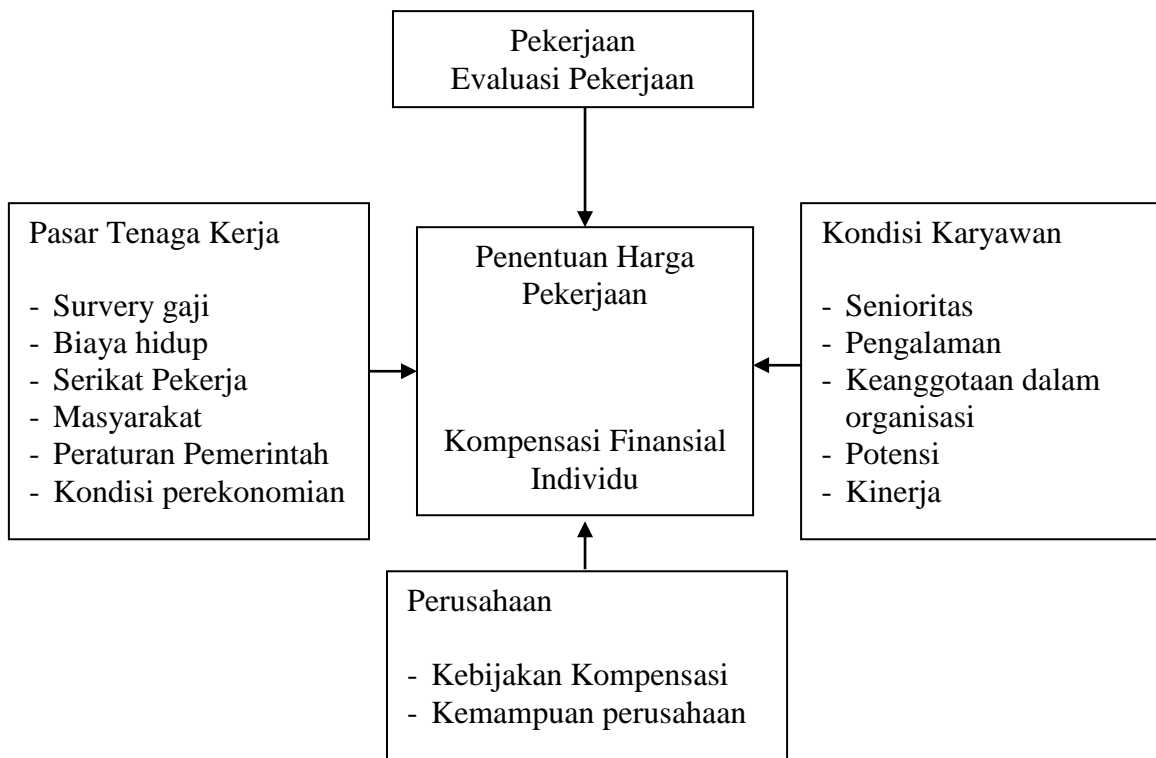 Pekerjaan
Evaluasi Pekerjaan
Pasar Tenaga Kerja
- Survery gaji
- Biaya hidup
- Serikat Pekerja
- Masyarakat
- Peraturan Pemerintah
- Kondisi perekonomian
Penentuan Harga
Pekerjaan
Kompensasi Finansial
Individu
Kondisi Karyawan
- Senioritas
- Pengalaman
- Keanggotaan dalam
organisasi
- Potensi
- Kinerja
Perusahaan
- Kebijakan Kompensasi
- Kemampuan perusahaan